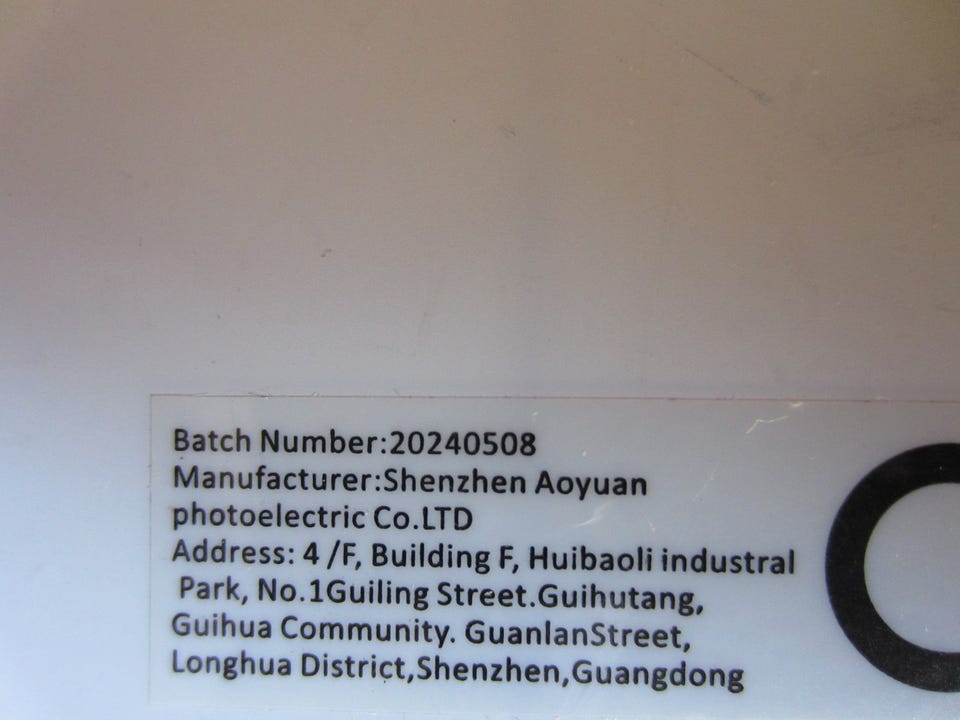 Batch Number:20240508
Manufacturer:Shenzhen Aoyuan
photoelectric Co.LTD
Address: 4 /F, Building F, Huibaoli industral
Park, No.1Guiling Street.Guihutang,
Guihua Community. GuanlanStreet,
Longhua District,Shenzhen,Guangdong